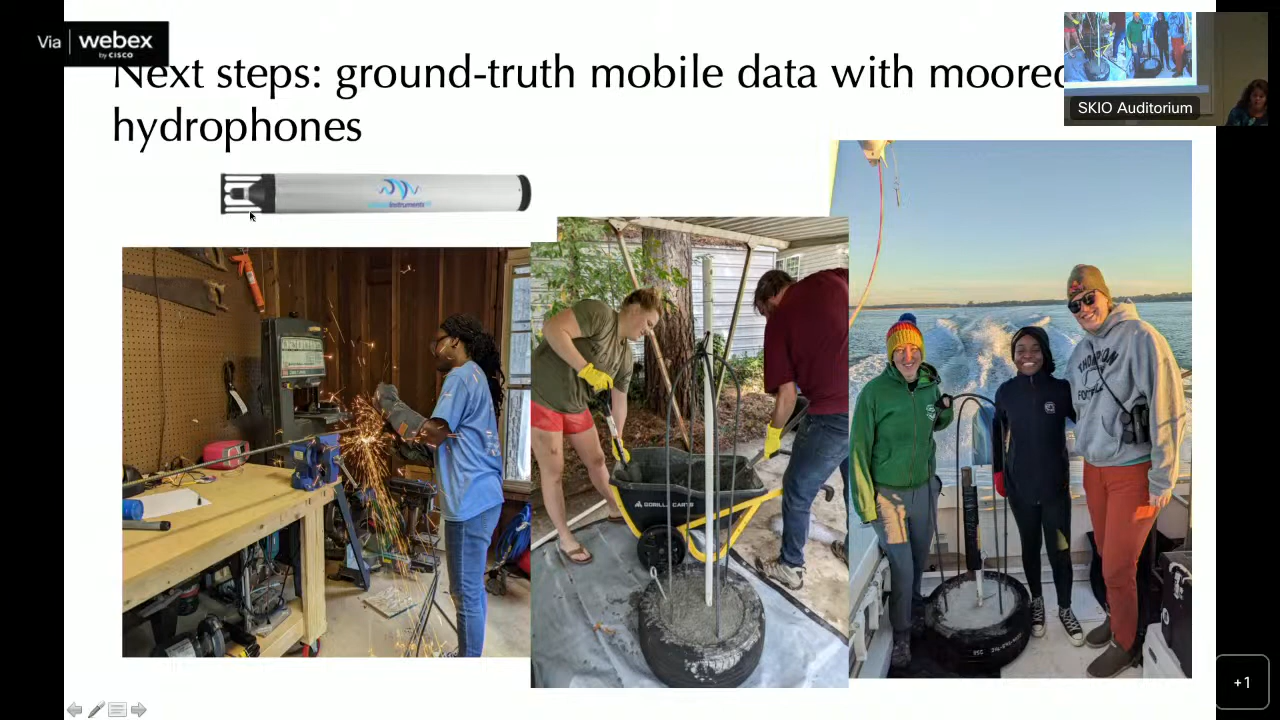 Via webex
by CISCO
Next steps: ground-truth mobile data with moored
hydrophones
SKIO Auditorium
GORILLA CARTS
+1